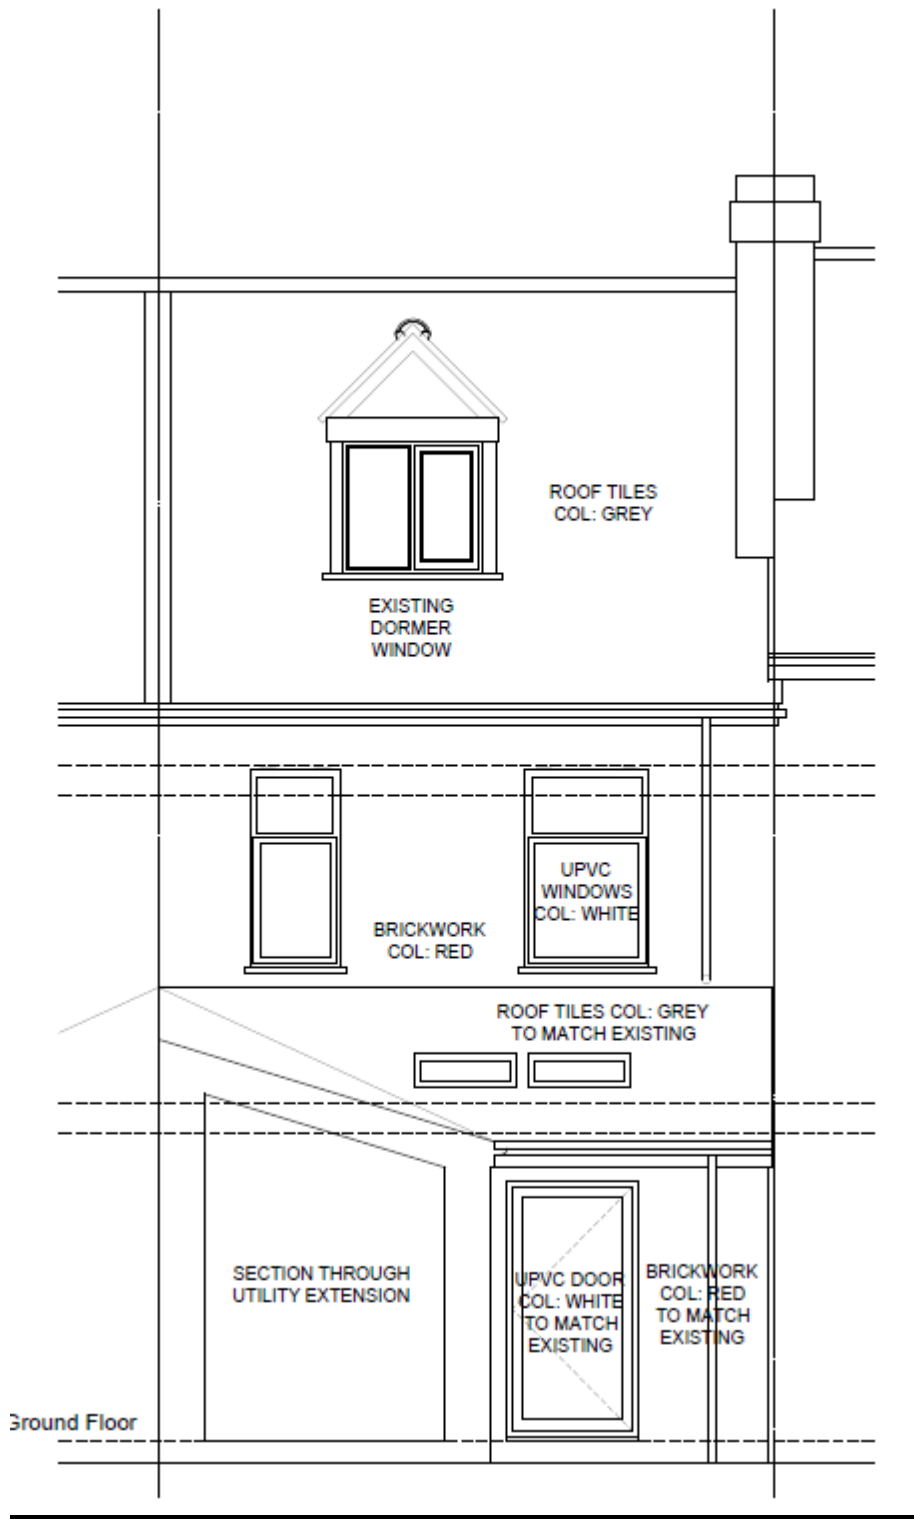 ROOF TILES
COL: GREY
EXISTING
DORMER
WINDOW
UPVC
WINDOWS
COL: WHITE
BRICKWORK
COL: RED
ROOF TILES COL: GREY
TO MATCH EXISTING
SECTION THROUGH
UTILITY EXTENSION
UPVC DOOR
COL: WHITE
TO MATCH
EXISTING
BRICKWORK
COL: RED
TO MATCH
EXISTING
Ground Floor